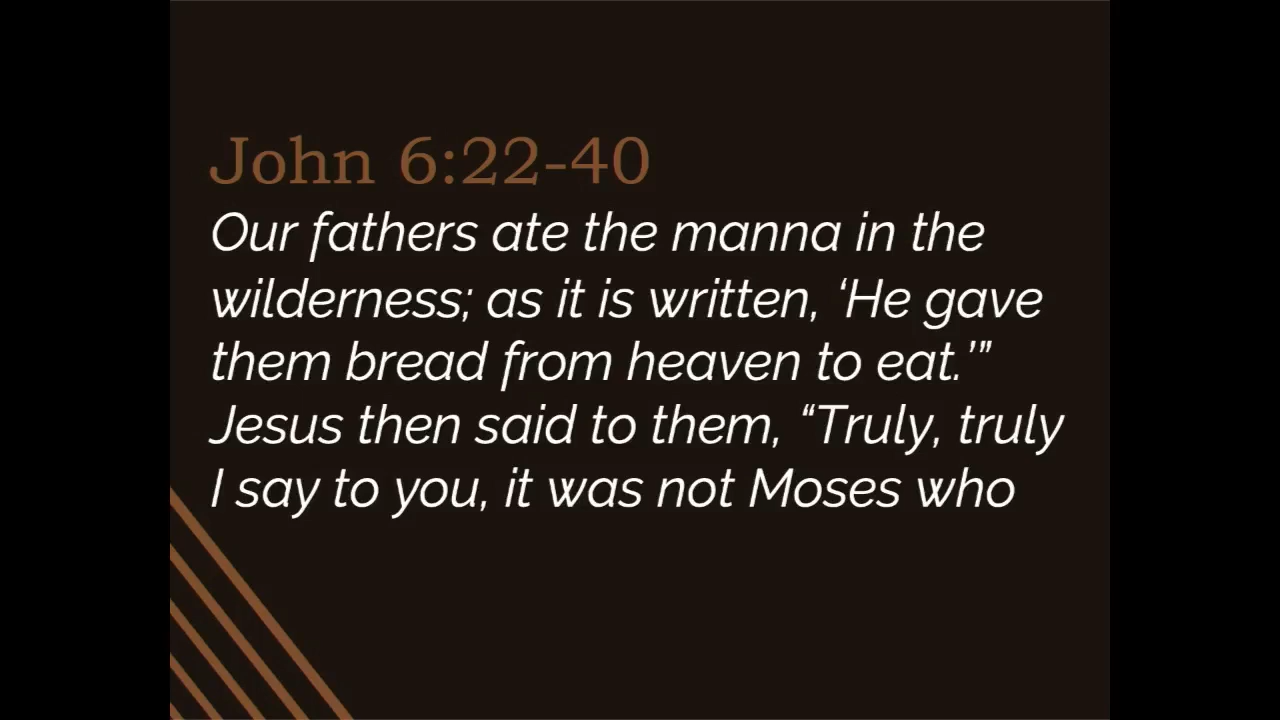 John 6:22-40
Our fathers ate the manna in the
wilderness; as it is written, ‘He gave
them bread from heaven to eat.’”
Jesus then said to them, “Truly, truly
I say to you, it was not Moses who